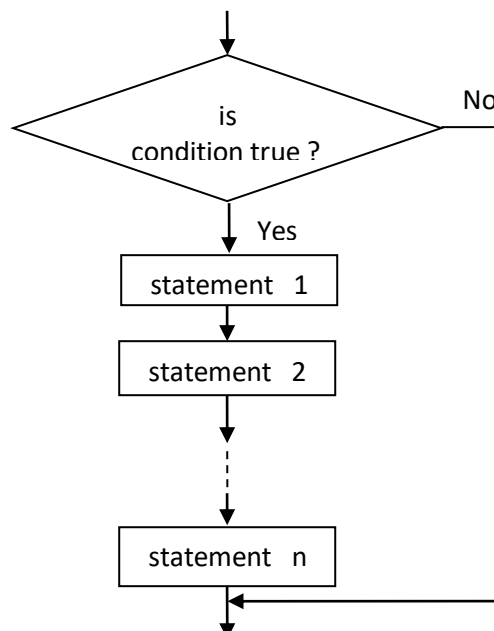 is
condition true ?
No
Yes
statement 1
statement 2
statement n